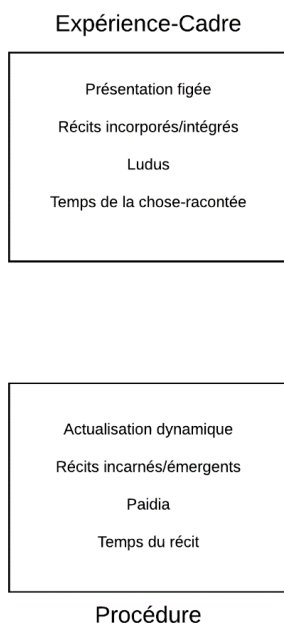 Expérience-Cadre
Présentation figée
Récits incorporés/intégrés
Ludus
Temps de la chose-racontée
Actualisation dynamique
Récits incarnés/émergents
Paidia
Temps du récit
Procédure